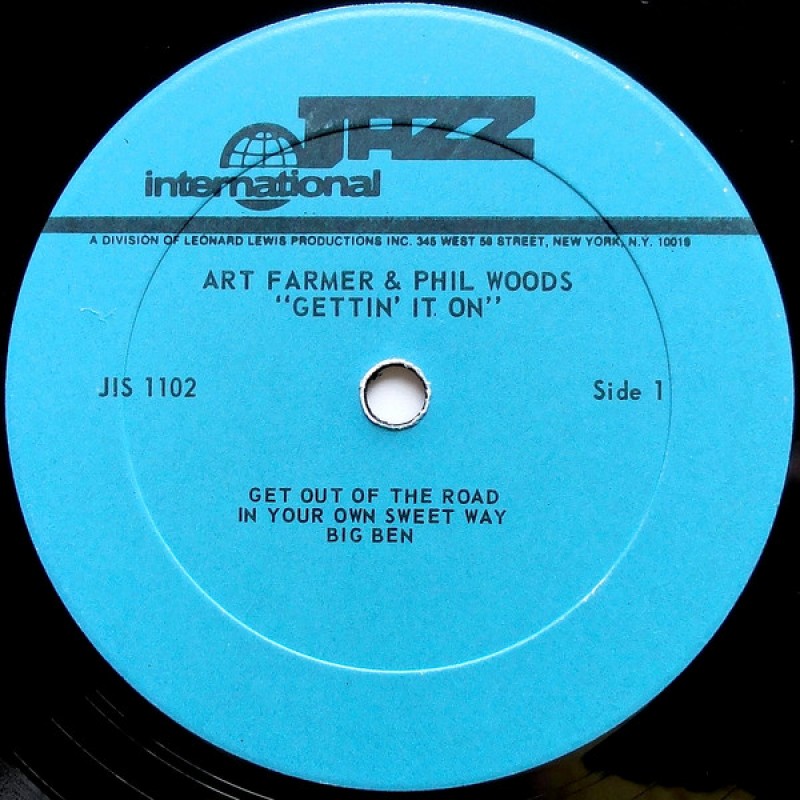 JAZZ
international
A DIVISION OF LEONARD LEWIS PRODUCTIONS INC. 345 WEST 58 STREET, NEW YORK, N.Y. 10019
ART FARMER & PHIL WOODS
"GETTIN' IT ON"
JIS 1102
Side 1
GET OUT OF THE ROAD
IN YOUR OWN SWEET WAY
BIG BEN